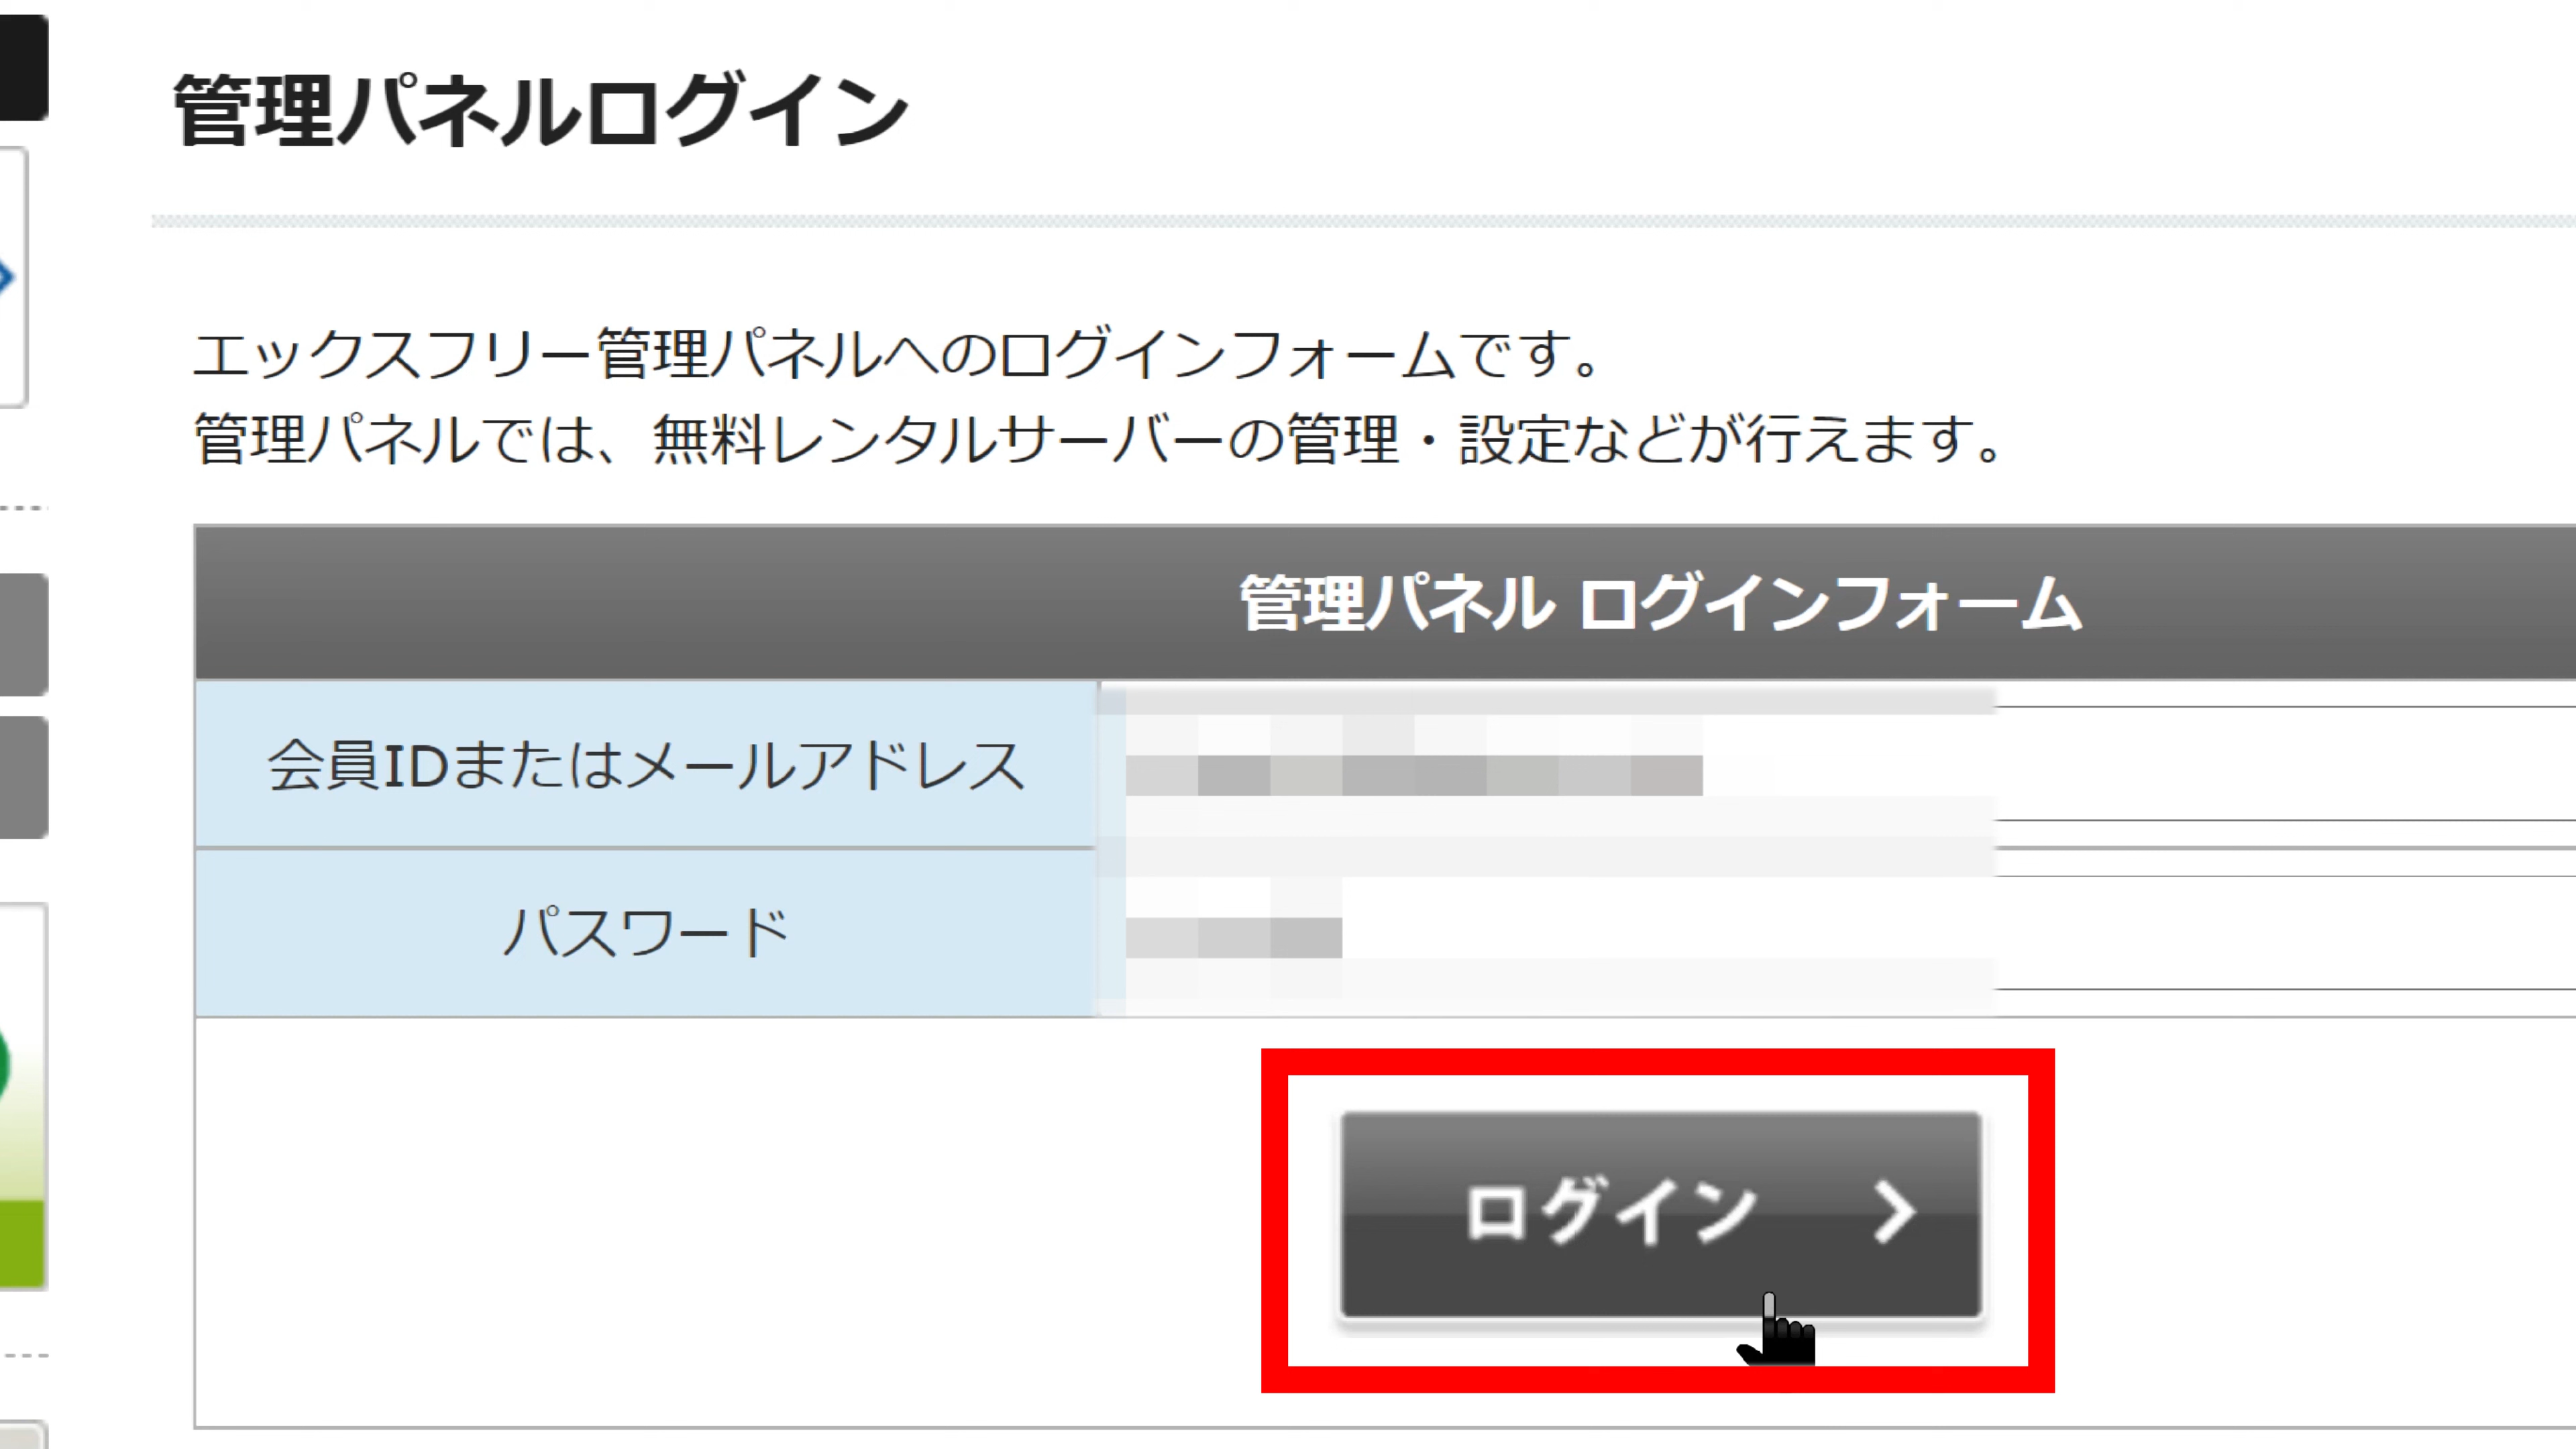 管理パネルログイン
エックスフリー管理パネルへのログインフォームです。
管理パネルでは、無料レンタルサーバーの管理・設定などが行えます。
管理パネル ログインフォーム
会員IDまたはメールアドレス
パスワード
ログイン